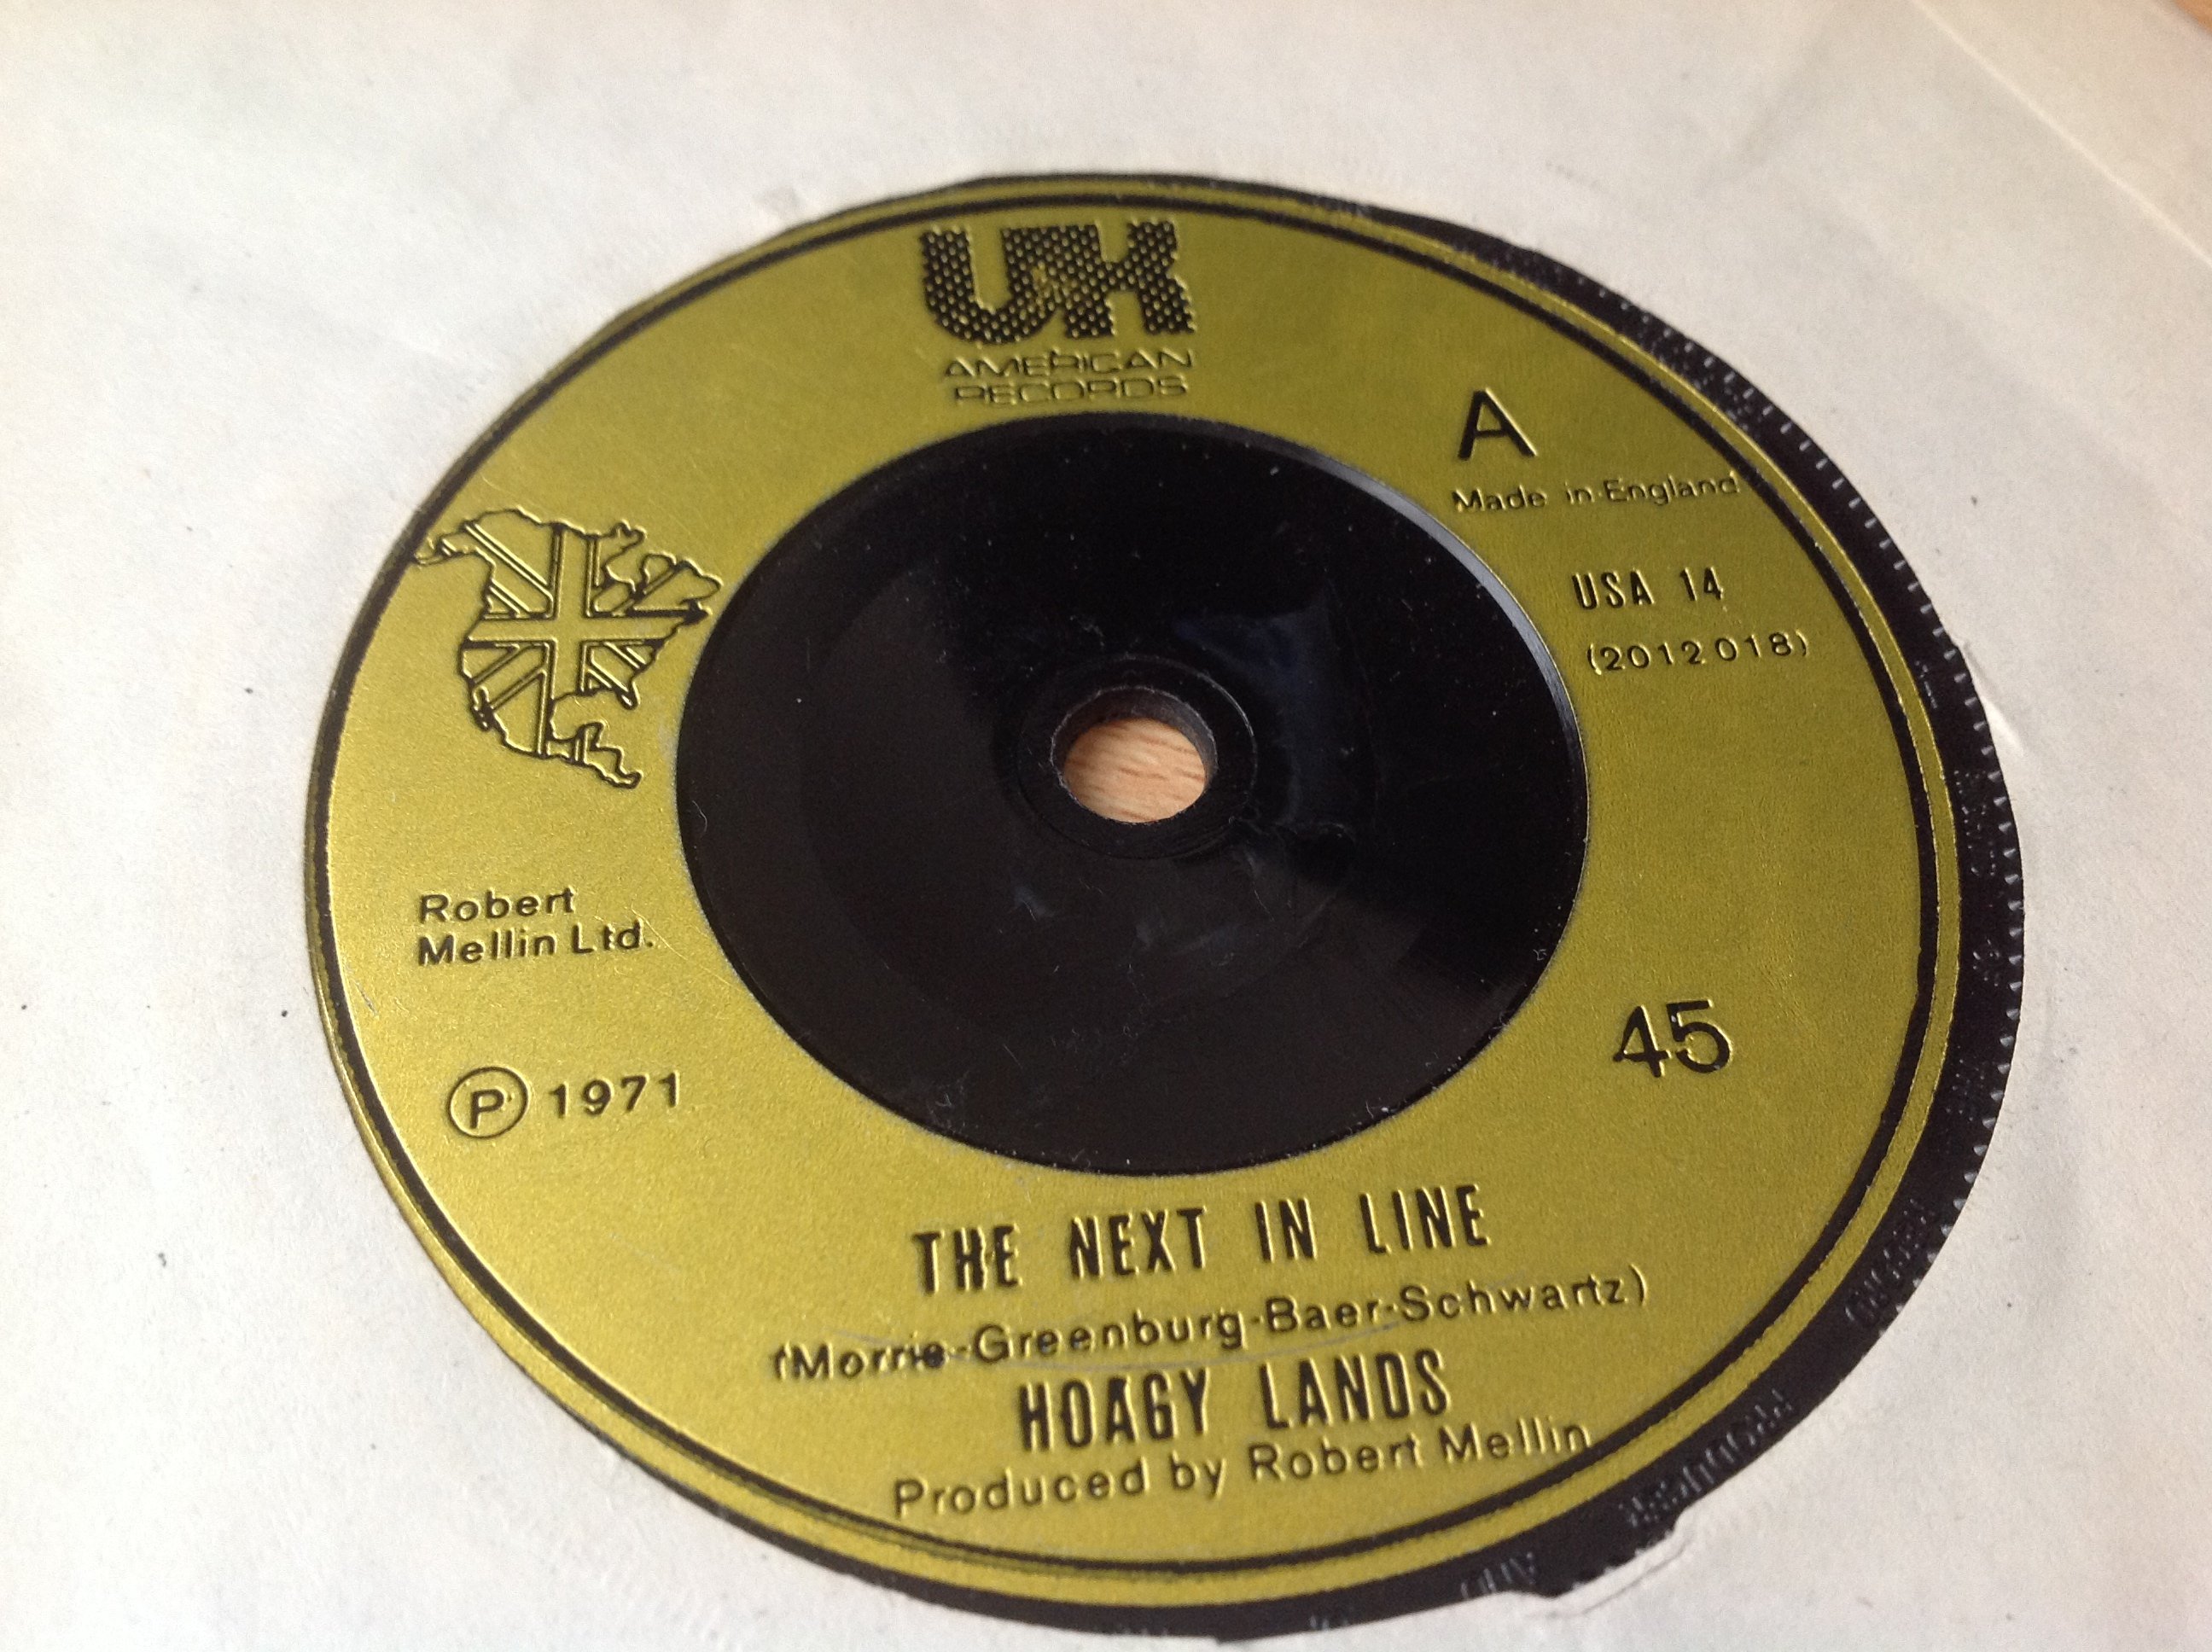 UK
AMERICAN
RECORDS
A
Made in England
USA 14
(2012 018)
Robert
Mellin Ltd.
45
Ⓟ 1971
THE NEXT IN LINE
(Morrie-Greenburg-Baer-Schwartz)
HOAGY LANDS
Produced by Robert Mellin